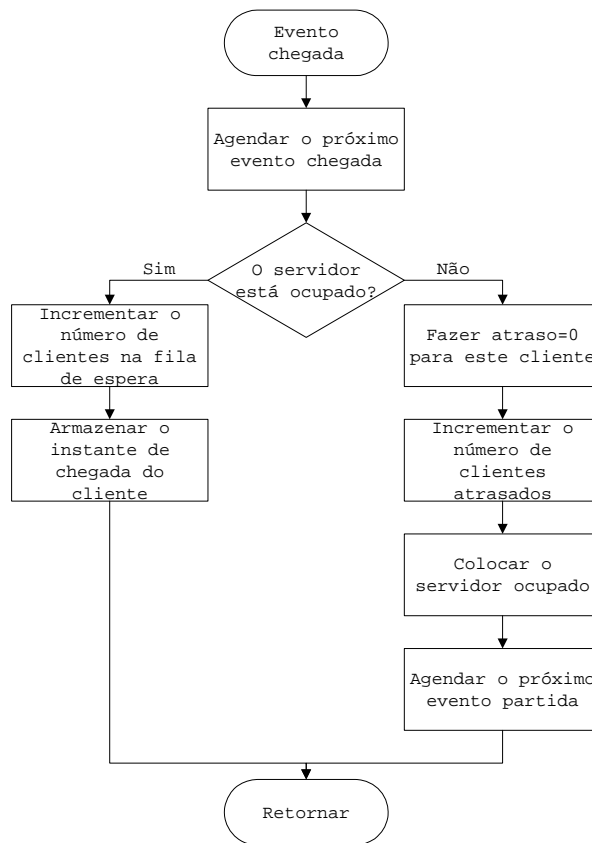 Evento
chegada
Agendar o próximo
evento chegada
O servidor
está ocupado?
Sim
Não
Incrementar o
número de
clientes na fila
de espera
Armazenar o
instante de
chegada do
cliente
Fazer atraso=0
para este cliente
Incrementar o
número de
clientes
atrasados
Colocar o
servidor ocupado
Agendar o próximo
evento partida
Retornar